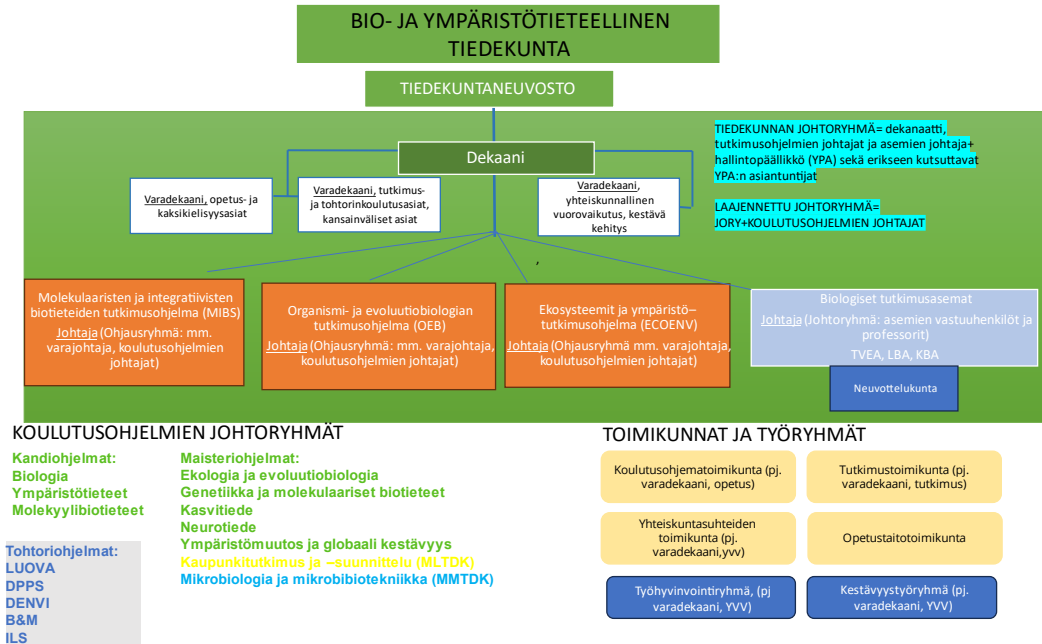 BIO- JA YMPÄRISTÖTIETEELLINEN
TIEDEKUNTA
TIEDEKUNTANEUVOSTO
Dekaani
TIEDEKUNNAN JOHTORYHMÄ= dekanaatti,
tutkimusohjelmien johtajat ja asemien johtaja+
hallintopäällikkö (YPA) sekä erikseen kutsuttavat
YPA:n asiantuntijat
LAAJENNETTU JOHTORYHMÄ=
JORY+KOULUTUSOHJELMIEN JOHTAJAT
Varadekaani, opetus- ja
kaksikielisyysasiat
Varadekaani, tutkimus-
ja tohtorinkoulutusasiat,
kansainväliset asiat
Varadekaani,
yhteiskunnallinen
vuorovaikutus, kestävä
kehitys
,
Molekulaaristen ja integratiivisten
biotieteiden tutkimusohjelma (MIBS)
Johtaja (Ohjausryhmä: mm.
varajohtaja, koulutusohjelmien
johtajat)
Organismi- ja evoluutiobiologian
tutkimusohjelma (OEB)
Johtaja (Ohjausryhmä: mm. varajohtaja,
koulutusohjelmien johtajat)
Ekosysteemit ja ympäristö–
tutkimusohjelma (ECOENV)
Johtaja (Ohjausryhmä mm. varajohtaja,
koulutusohjelmien johtajat)
Biologiset tutkimusasemat
Johtaja (Johtoryhmä: asemien vastuuhenkilöt ja
professorit)
TVEA, LBA, KBA
Neuvottelukunta
KOULUTUSOHJELMIEN JOHTORYHMÄT
Kandiohjelmat:
Biologia
Ympäristötieteet
Molekyylibiotieteet
Maisteriohjelmat:
Ekologia ja evoluutiobiologia
Genetiikka ja molekulaariset biotieteet
Kasvitiede
Neurotiede
Ympäristömuutos ja globaali kestävyys
Kaupunkitutkimus ja –suunnittelu (MLTDK)
Mikrobiologia ja mikrobibiotekniikka (MMTDK)
Tohtoriohjelmat:
LUOVA
DPPS
DENVI
B&M
ILS
TOIMIKUNNAT JA TYÖRYHMÄT
Koulutusohjematoimikunta (pj.
varadekaani, opetus)
Tutkimustoimikunta (pj.
varadekaani, tutkimus)
Yhteiskuntasuhteiden
toimikunta (pj.
varadekaani,yvv)
Opetustaitotoimikunta
Työhyvinvointiryhmä, (pj
varadekaani, YVV)
Kestävyystyöryhmä (pj.
varadekaani, YVV)